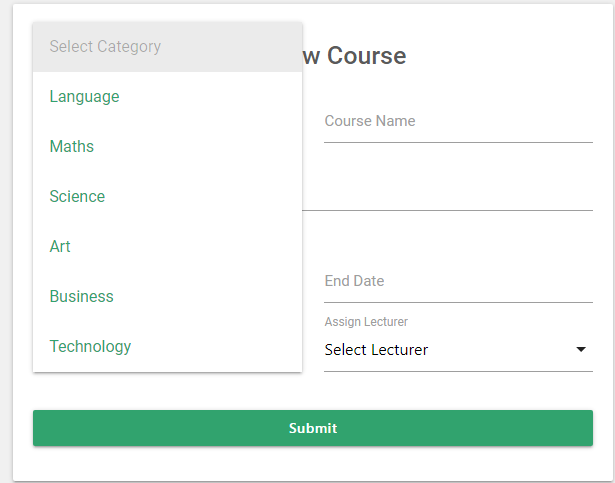 Select Category
w Course
Language
Course Name
Maths
Science
Art
Business
End Date
Assign Lecturer
Technology
Select Lecturer
Submit